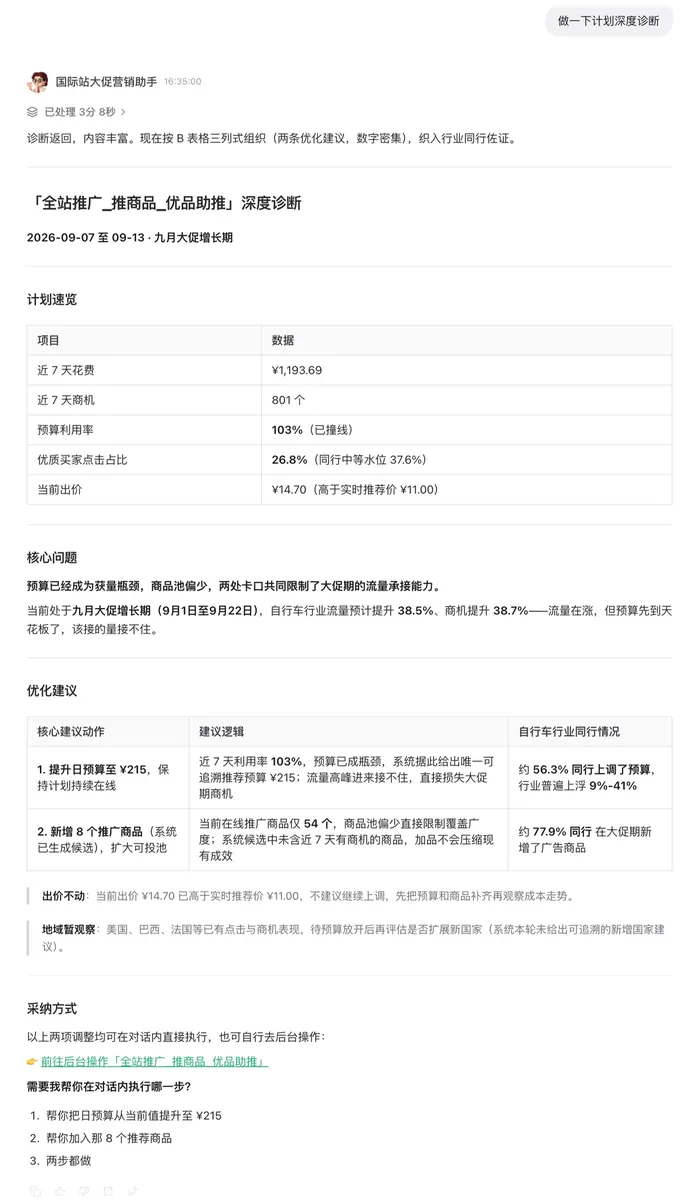 做一下计划深度诊断
国际站大促营销助手 16:35:00
已处理 3分 8秒 >
诊断返回，内容丰富。现在按 B 表格三列式组织（两条优化建议，数字密集），织入行业同行佐证。
「全站推广_推商品_优品助推」深度诊断
2026-09-07 至 09-13 · 九月大促增长期
计划速览
项目 数据
近 7 天花费 ¥1,193.69
近 7 天商机 801 个
预算利用率 103%（已撞线）
优质买家点击占比 26.8%（同行中等水位 37.6%）
当前出价 ¥14.70（高于实时推荐价 ¥11.00）
核心问题
预算已经成为获量瓶颈，商品池偏少，两处卡口共同限制了大促期的流量承接能力。
当前处于九月大促增长期（9月1日至9月22日），自行车行业流量预计提升 38.5%、商机提升 38.7%——流量在涨，但预算先到天
花板了，该接的量接不住。
优化建议
核心建议动作 建议逻辑 自行车行业同行情况
1. 提升日预算至 ¥215，保
持计划持续在线
近 7 天利用率 103%，预算已成瓶颈，系统据此给出唯一可
追溯推荐预算 ¥215；流量高峰进来接不住，直接损失大促
期商机
约 56.3% 同行上调了预算，
行业普遍上浮 9%-41%
2. 新增 8 个推广商品（系统
已生成候选），扩大可投池
当前在线推广商品仅 54 个，商品池偏少直接限制覆盖广
度；系统候选中未含近 7 天有商机的商品，加品不会压缩现
有成效
约 77.9% 同行 在大促期新
增了广告商品
出价不动：当前出价 ¥14.70 已高于实时推荐价 ¥11.00，不建议继续上调，先把预算和商品补齐再观察成本走势。
地域暂观察：美国、巴西、法国等已有点击与商机表现，待预算放开后再评估是否扩展新国家（系统本轮未给出可追溯的新增国家建
议）。
采纳方式
以上两项调整均可在对话内直接执行，也可自行去后台操作：
👉 前往后台操作「全站推广_推商品_优品助推」
需要我帮你在对话内执行哪一步？
1. 帮你把日预算从当前值提升至 ¥215
2. 帮你加入那 8 个推荐商品
3. 两步都做